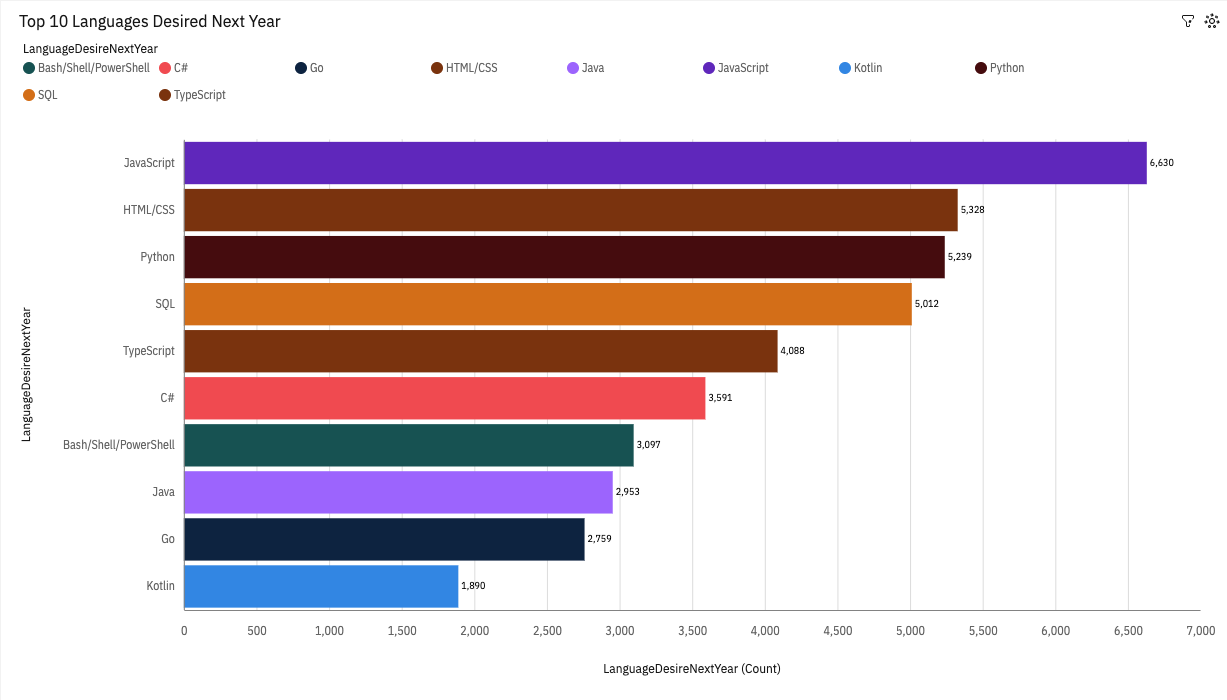 Top 10 Languages Desired Next Year
LanguageDesireNextYear
Bash/Shell/PowerShell C# Go HTML/CSS Java JavaScript Kotlin Python
SQL TypeScript
LanguageDesireNextYear
JavaScript 6,630
HTML/CSS 5,328
Python 5,239
SQL 5,012
TypeScript 4,088
C# 3,591
Bash/Shell/PowerShell 3,097
Java 2,953
Go 2,759
Kotlin 1,890
0 500 1,000 1,500 2,000 2,500 3,000 3,500 4,000 4,500 5,000 5,500 6,000 6,500 7,000
LanguageDesireNextYear (Count)